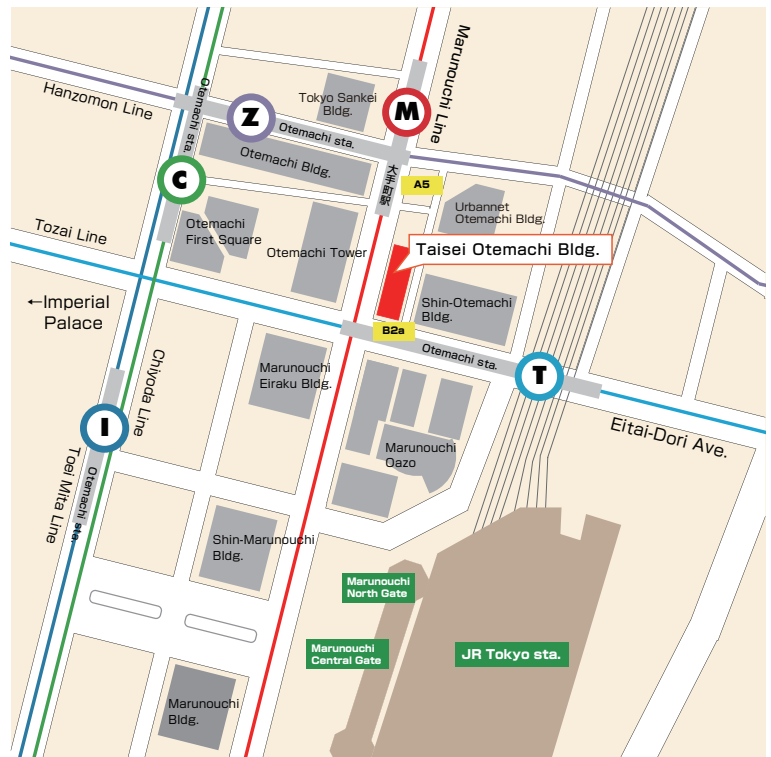 Hanzomon Line
Otemachi sta.
Z
Otemachi sta.
Tokyo Sankei
Bldg.
M
Marunouchi Line
大手町駅
Otemachi Bldg.
C
A5
Urbannet
Otemachi Bldg.
Otemachi
First Square
Otemachi Tower
Taisei Otemachi Bldg.
Tozai Line
←Imperial
Palace
Shin-Otemachi
Bldg.
B2a
Otemachi sta.
T
Eitai-Dori Ave.
Marunouchi
Eiraku Bldg.
Chiyoda Line
I
Otemachi sta.
Toei Mita Line
Marunouchi
Oazo
Shin-Marunouchi
Bldg.
Marunouchi
North Gate
Marunouchi
Central Gate
JR Tokyo sta.
Marunouchi
Bldg.